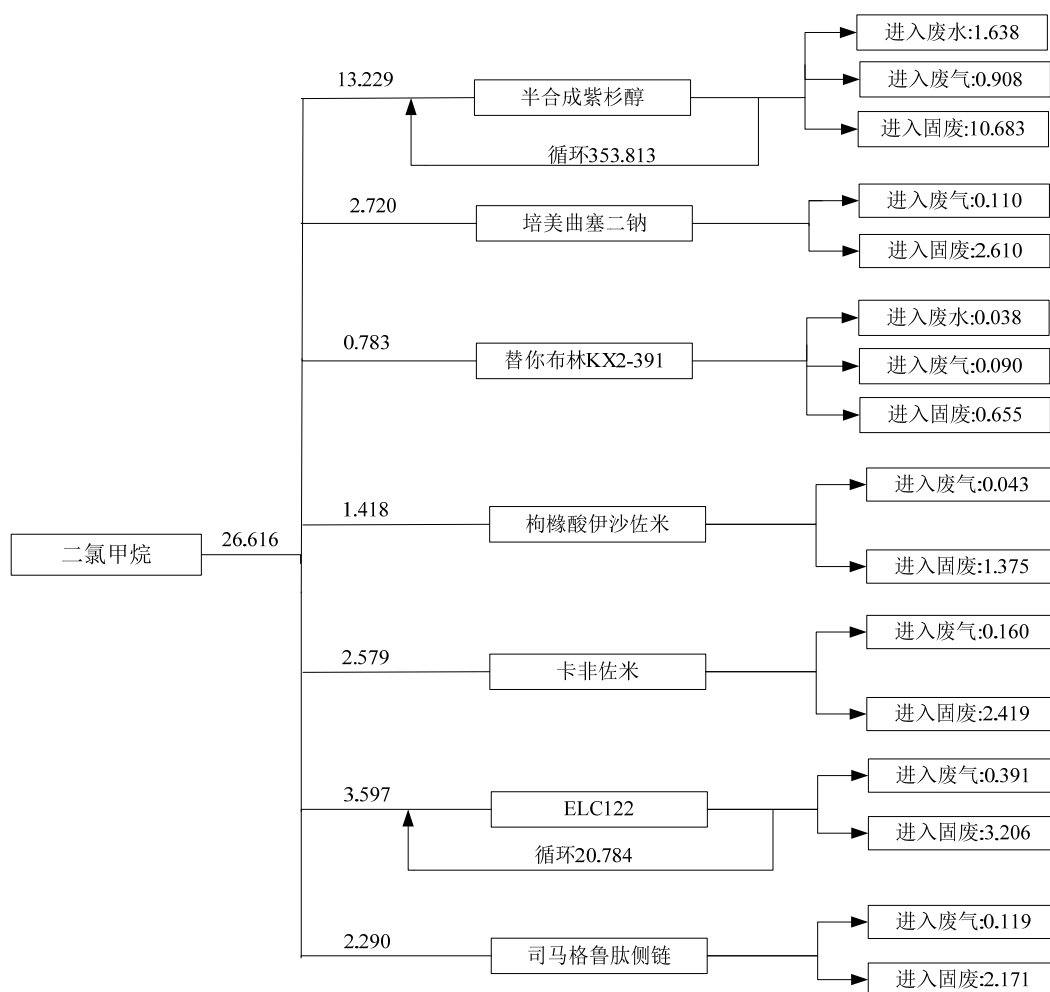 进入废水:1.638
13.229
进入废气:0.908
半合成紫杉醇
进入固废:10.683
循环353.813
2.720
进入废气:0.110
培美曲塞二钠
进入固废:2.610
进入废水:0.038
0.783
替你布林KX2-391
进入废气:0.090
进入固废:0.655
进入废气:0.043
1.418
枸橼酸伊沙佐米
二氯甲烷
26.616
进入固废:1.375
进入废气:0.160
2.579
卡非佐米
进入固废:2.419
进入废气:0.391
3.597
ELC122
进入固废:3.206
循环20.784
进入废气:0.119
2.290
司马格鲁肽侧链
进入固废:2.171